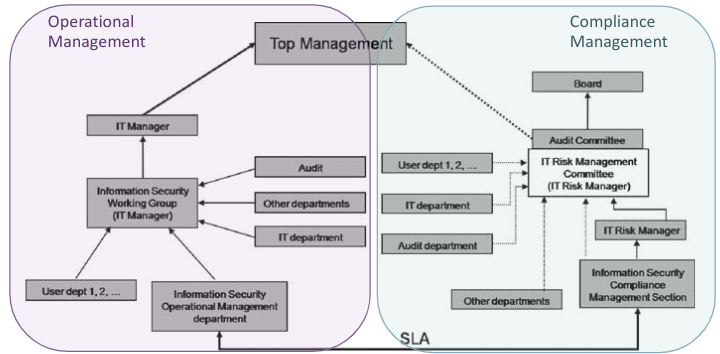 Operational
Management
Compliance
Management
Top Management
Board
IT Manager
Audit Committee
User dept 1, 2, ...
IT Risk Management
Committee
(IT Risk Manager)
Audit
Information Security
Working Group
(IT Manager)
Other departments
IT department
IT department
Audit department
IT Risk Manager
User dept 1, 2, ...
Information Security
Operational Management
department
Other departments
Information Security
Compliance
Management Section
SLA